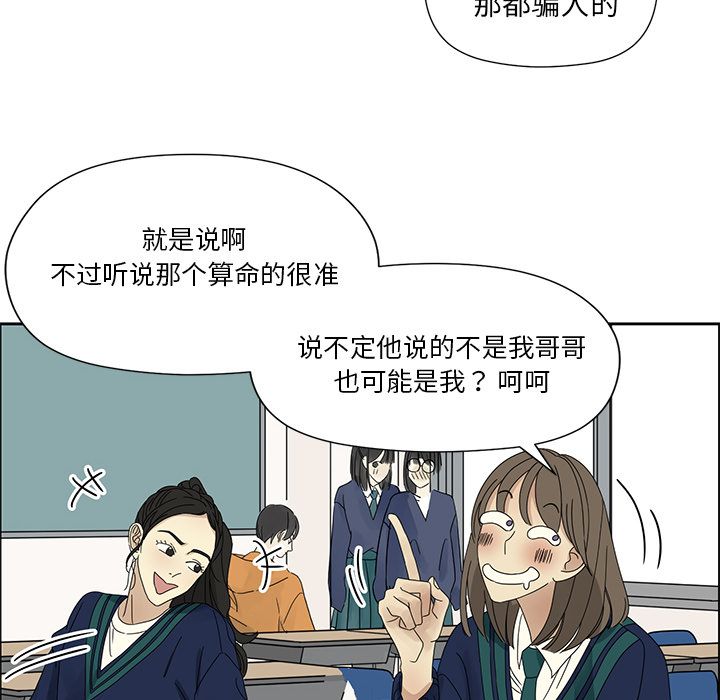 那都骗人的
就是说啊
不过听说那个算命的很准
说不定他说的不是我哥哥
也可能是我？呵呵